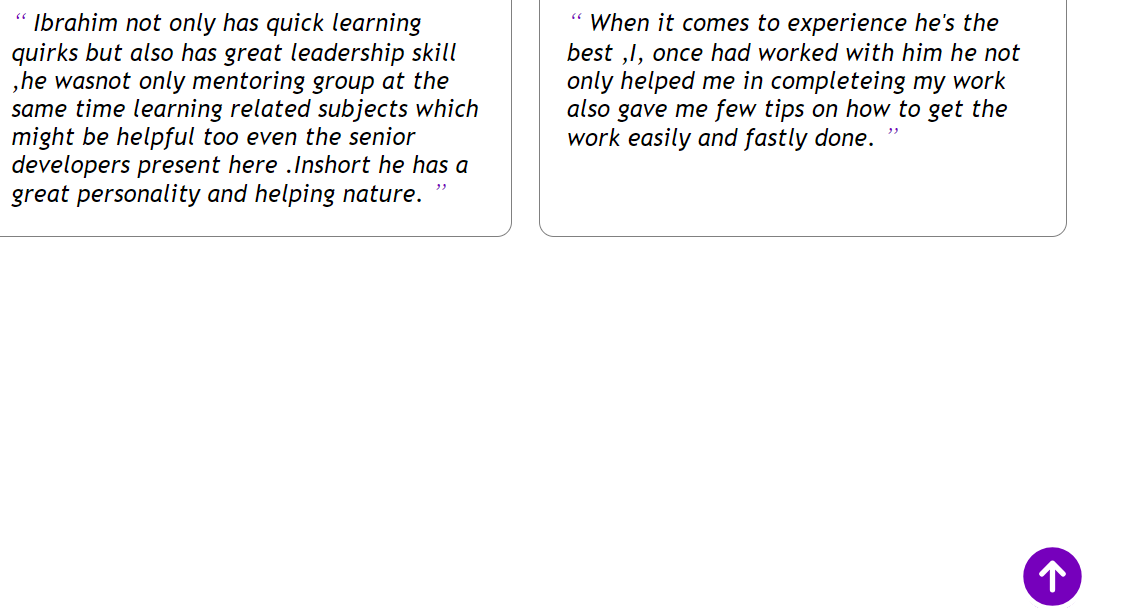 “ Ibrahim not only has quick learning
quirks but also has great leadership skill
,he wasnot only mentoring group at the
same time learning related subjects which
might be helpful too even the senior
developers present here .Inshort he has a
great personality and helping nature. ”
“ When it comes to experience he's the
best ,I, once had worked with him he not
only helped me in completeing my work
also gave me few tips on how to get the
work easily and fastly done. ”